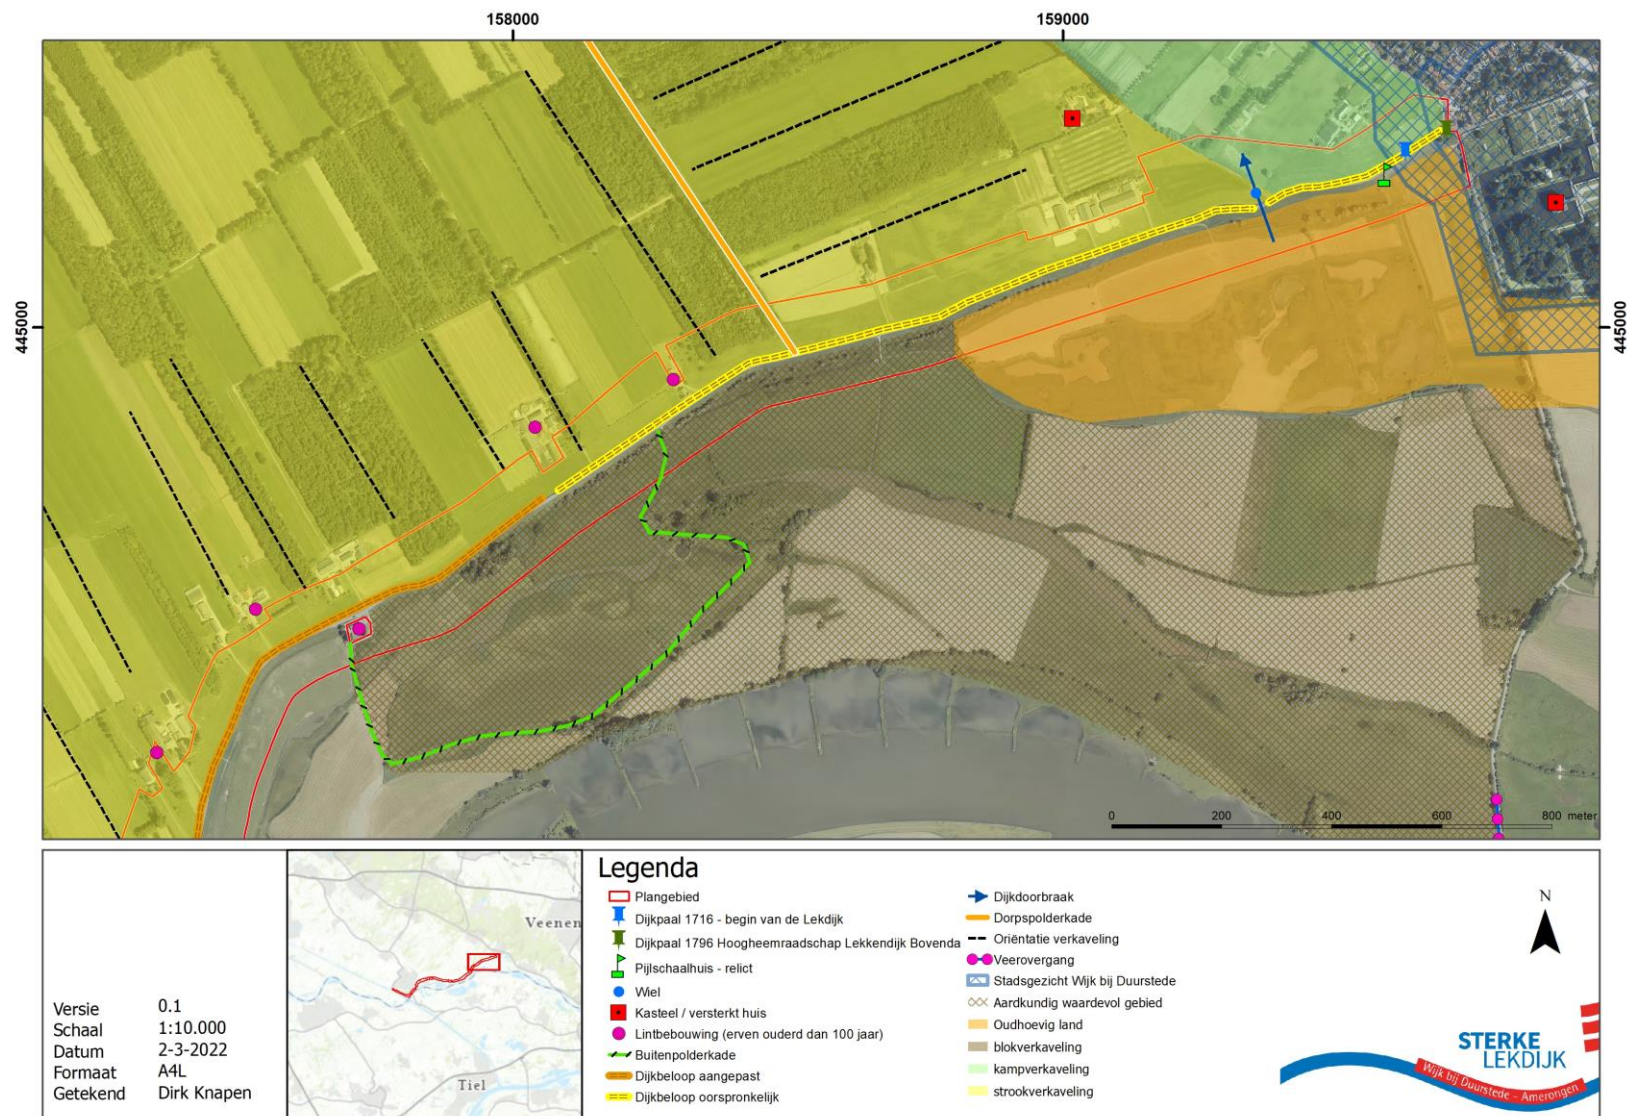 158000
159000
445000
445000
0
200
400
600
800 meter
Versie 0.1
Schaal 1:10.000
Datum 2-3-2022
Formaat A4L
Getekend Dirk Knapen
Veenen
Tiel
Legenda
Plangebied
Dijkpaal 1716 - begin van de Lekdijk
Dijkpaal 1796 Hoogheemraadschap Lekkendijk Bovenda
Pijlschaalhuis - relict
Wiel
Kasteel / versterkt huis
Lintbebouwing (erven ouderd dan 100 jaar)
Buitenpolderkade
Dijkbeloop aangepast
Dijkbeloop oorspronkelijk
Dijkdoorbraak
Dorpspolderkade
Oriëntatie verkaveling
Veerovergang
Stadsgezicht Wijk bij Duurstede
Aardkundig waardevol gebied
Oudhoevig land
blokverkaveling
kampverkaveling
strookverkaveling
N
STERKE
LEKDIJK
Wijk bij Duurstede - Amerongen